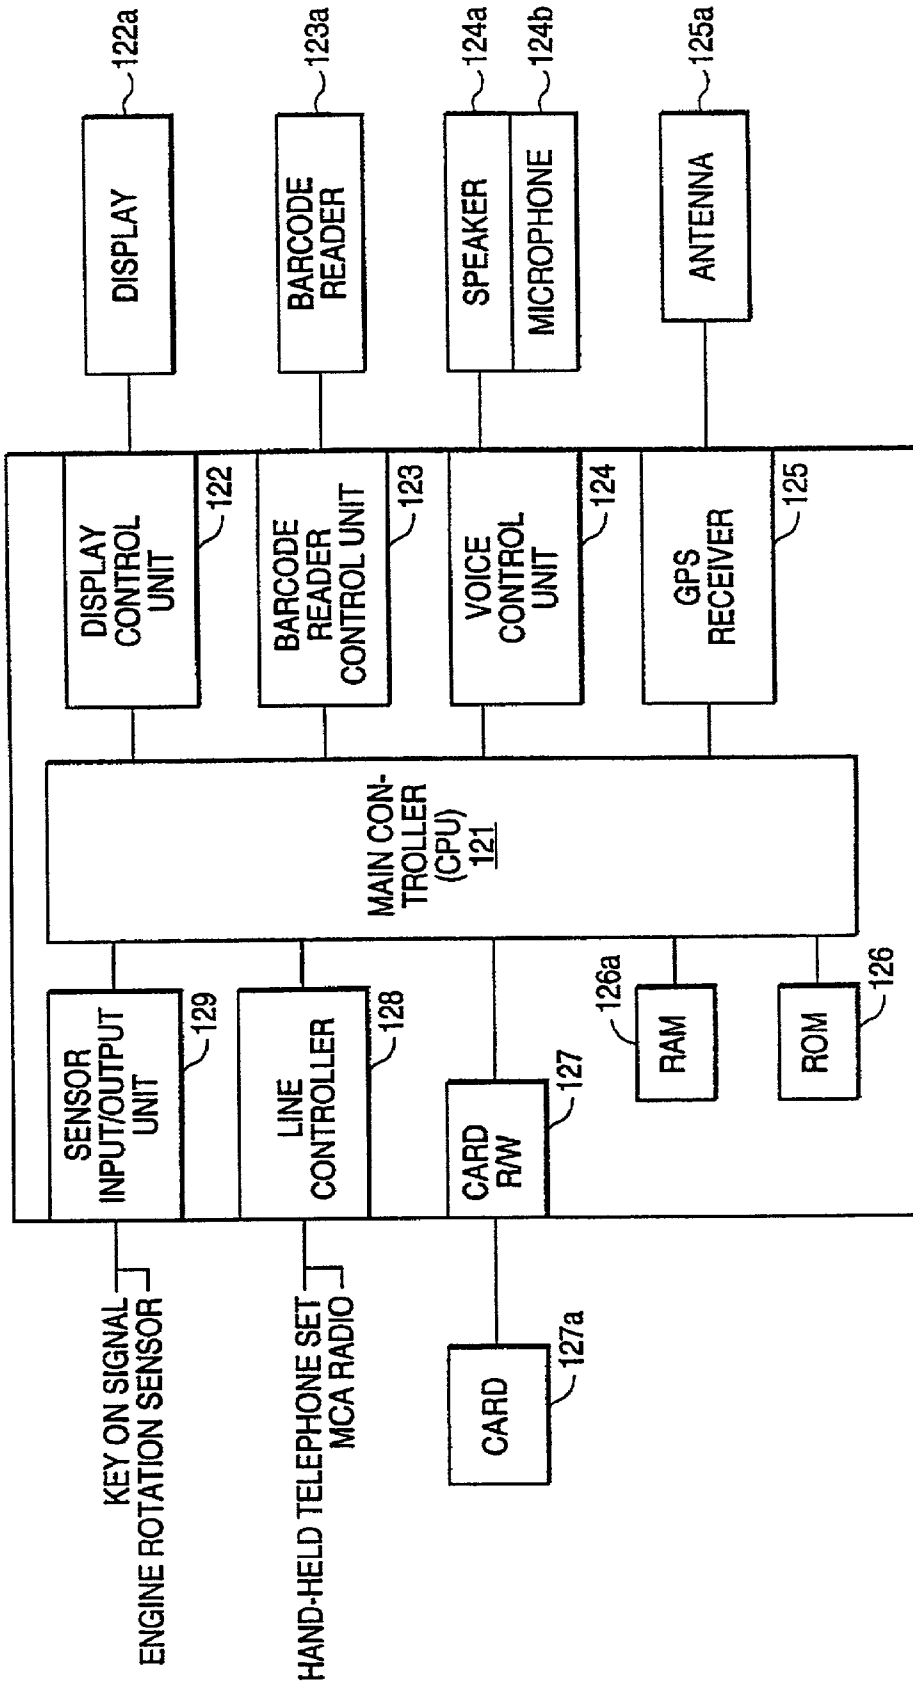 KEY ON SIGNAL
ENGINE ROTATION SENSOR
HAND-HELD TELEPHONE SET
MCA RADIO
CARD
127a
SENSOR
INPUT/OUTPUT
UNIT
129
LINE
CONTROLLER
128
CARD
R/W
127
RAM
126a
ROM
126
MAIN CON-
TROLLER
(CPU)
121
DISPLAY
CONTROL
UNIT
122
BARCODE
READER
CONTROL UNIT
123
VOICE
CONTROL
UNIT
124
GPS
RECEIVER
125
DISPLAY
122a
BARCODE
READER
123a
SPEAKER
124a
MICROPHONE
124b
ANTENNA
125a